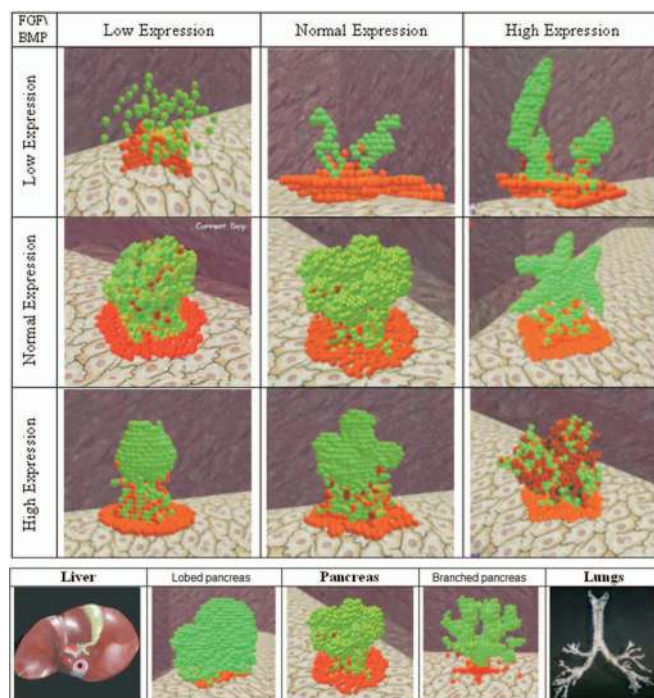 FGF\
BMP
Low Expression
Normal Expression
High Expression
Low Expression
Normal Expression
Current Day
High Expression
Liver
Lobed pancreas
Pancreas
Branched pancreas
Lungs